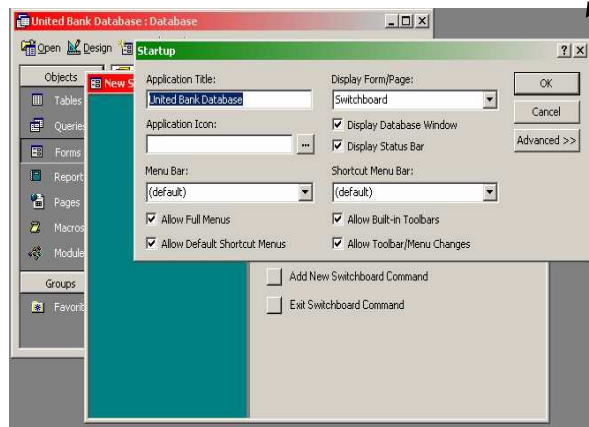 United Bank Database : Database
Open Design
Objects
Tables
Queries
Forms
Report
Pages
Macros
Module
Groups
Favorit
New S
Startup
Application Title:
United Bank Database
Application Icon:
...
Menu Bar:
(default)
Allow Full Menus
Allow Default Shortcut Menus
Display Form/Page:
Switchboard
Display Database Window
Display Status Bar
Shortcut Menu Bar:
(default)
Allow Built-in Toolbars
Allow Toolbar/Menu Changes
OK
Cancel
Advanced >>
Add New Switchboard Command
Exit Switchboard Command